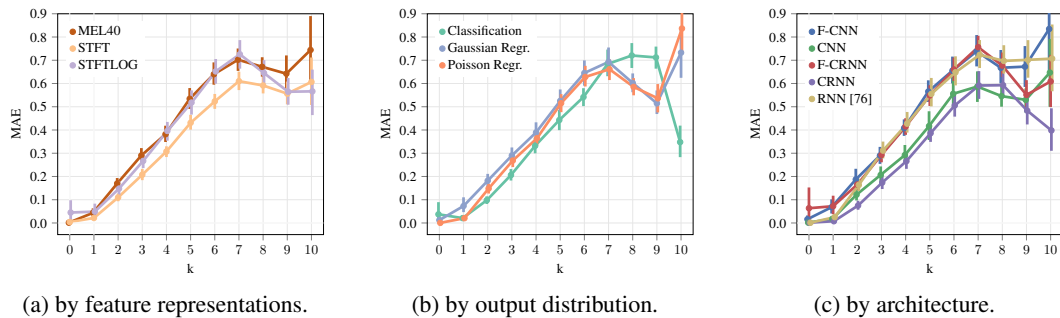 0.9
0.8
0.7
0.6
0.5
0.4
0.3
0.2
0.1
0.0
MAE
MEL40
STFT
STFTLOG
0 1 2 3 4 5 6 7 8 9 10
k
(a) by feature representations.
0.9
0.8
0.7
0.6
0.5
0.4
0.3
0.2
0.1
0.0
MAE
Classification
Gaussian Regr.
Poisson Regr.
0 1 2 3 4 5 6 7 8 9 10
k
(b) by output distribution.
0.9
0.8
0.7
0.6
0.5
0.4
0.3
0.2
0.1
0.0
MAE
F-CNN
CNN
F-CRNN
CRNN
RNN [76]
0 1 2 3 4 5 6 7 8 9 10
k
(c) by architecture.